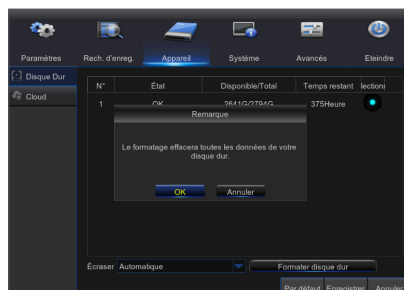 Paramètres Rech. d'enreg. Appareil Système Avancés Eteindre
Disque Dur
Cloud
N° État Disponible/Total Temps restant lection
1 OK 2641G/2794G 375Heure
Remarque
Le formatage effacera toutes les données de votre
disque dur.
OK Annuler
Écraser Automatique Formater disque dur
Par défaut Enregistrer Annuler